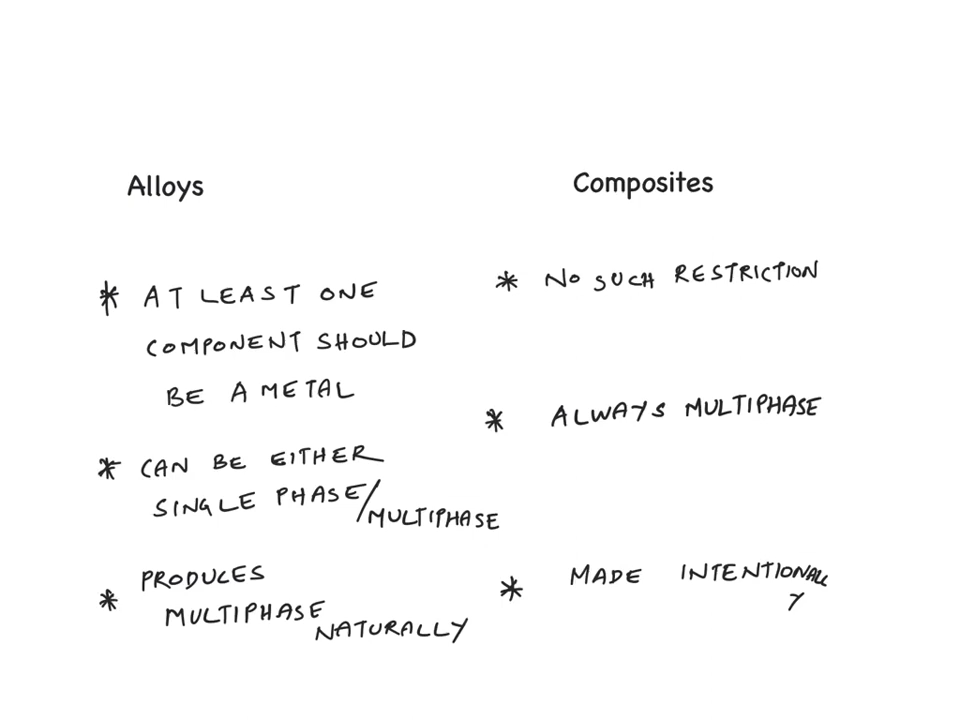 Alloys
Composites
* AT LEAST ONE
COMPONENT SHOULD
BE A METAL
* CAN BE EITHER
SINGLE PHASE/
MULTIPHASE
* PRODUCES
MULTIPHASE
NATURALLY
* NO SUCH RESTRICTION
* ALWAYS MULTIPHASE
* MADE INTENTIONALL
Y